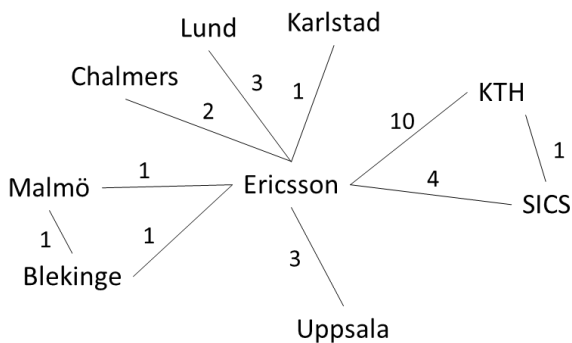 Lund
Karlstad
Chalmers
3
1
KTH
2
10
1
Malmö
1
Ericsson
4
SICS
1
1
Blekinge
3
Uppsala